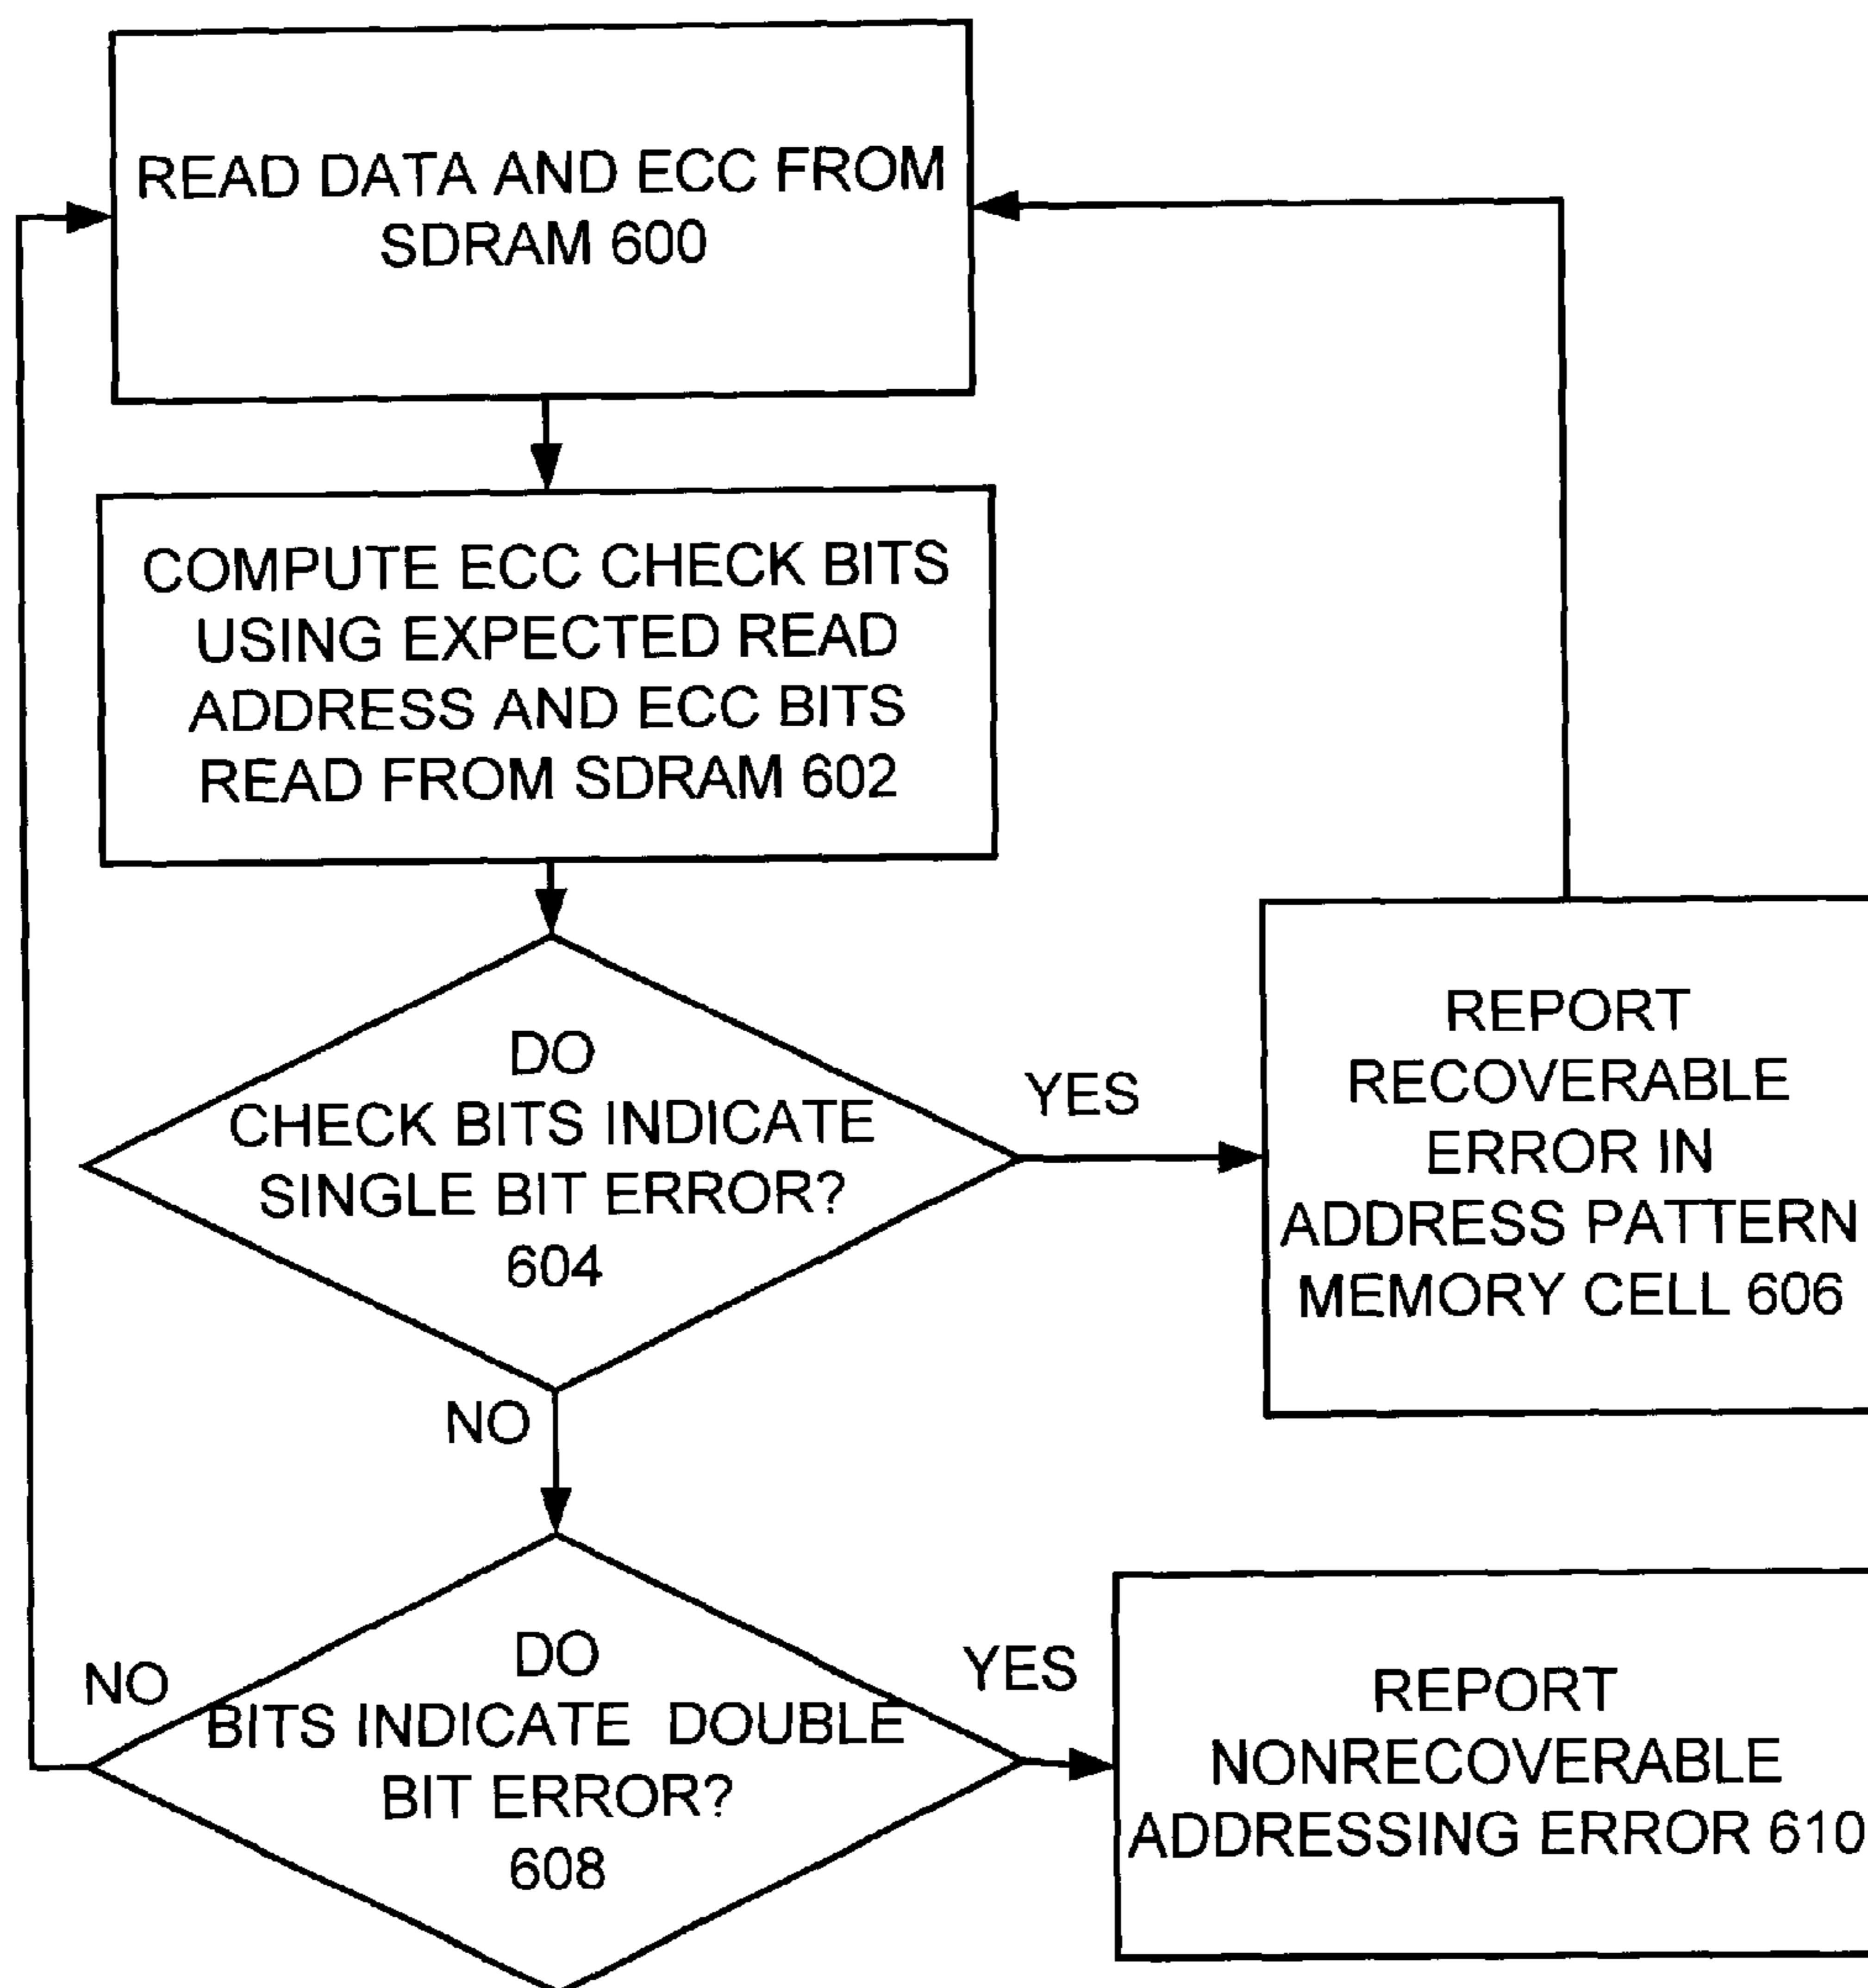 READ DATA AND ECC FROM
SDRAM 600
COMPUTE ECC CHECK BITS
USING EXPECTED READ
ADDRESS AND ECC BITS
READ FROM SDRAM 602
DO
CHECK BITS INDICATE
SINGLE BIT ERROR?
604
YES
REPORT
RECOVERABLE
ERROR IN
ADDRESS PATTERN
MEMORY CELL 606
NO
DO
BITS INDICATE DOUBLE
BIT ERROR?
608
NO
YES
REPORT
NONRECOVERABLE
ADDRESSING ERROR 610